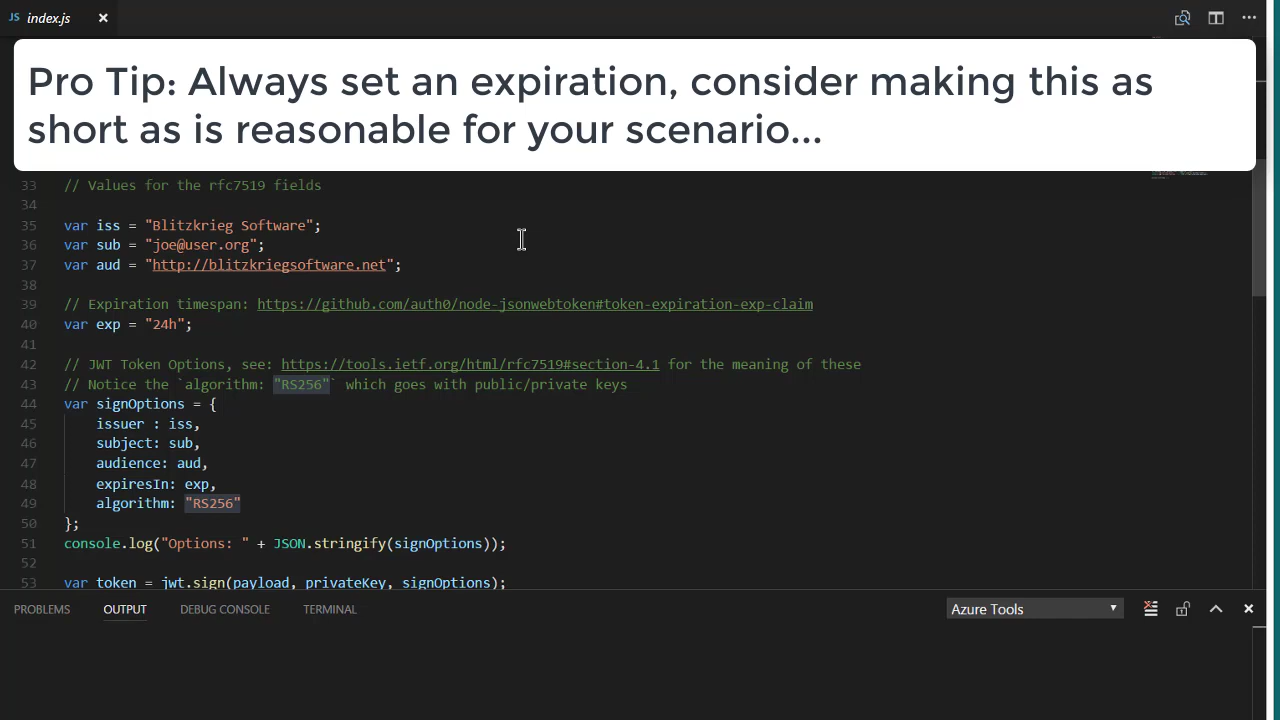 JS index.js ×
Pro Tip: Always set an expiration, consider making this as
short as is reasonable for your scenario...
33 // Values for the rfc7519 fields
34
35 var iss = "Blitzkrieg Software";
36 var sub = "joe@user.org";
37 var aud = "http://blitzkriegsoftware.net";
38
39 // Expiration timespan: https://github.com/auth0/node-jsonwebtoken#token-expiration-exp-claim
40 var exp = "24h";
41
42 // JWT Token Options, see: https://tools.ietf.org/html/rfc7519#section-4.1 for the meaning of these
43 // Notice the `algorithm: "RS256"` which goes with public/private keys
44 var signOptions = {
45 issuer : iss,
46 subject: sub,
47 audience: aud,
48 expiresIn: exp,
49 algorithm: "RS256"
50 };
51 console.log("Options: " + JSON.stringify(signOptions));
52
53 var token = jwt.sign(payload, privateKey, signOptions);
PROBLEMS OUTPUT DEBUG CONSOLE TERMINAL Azure Tools